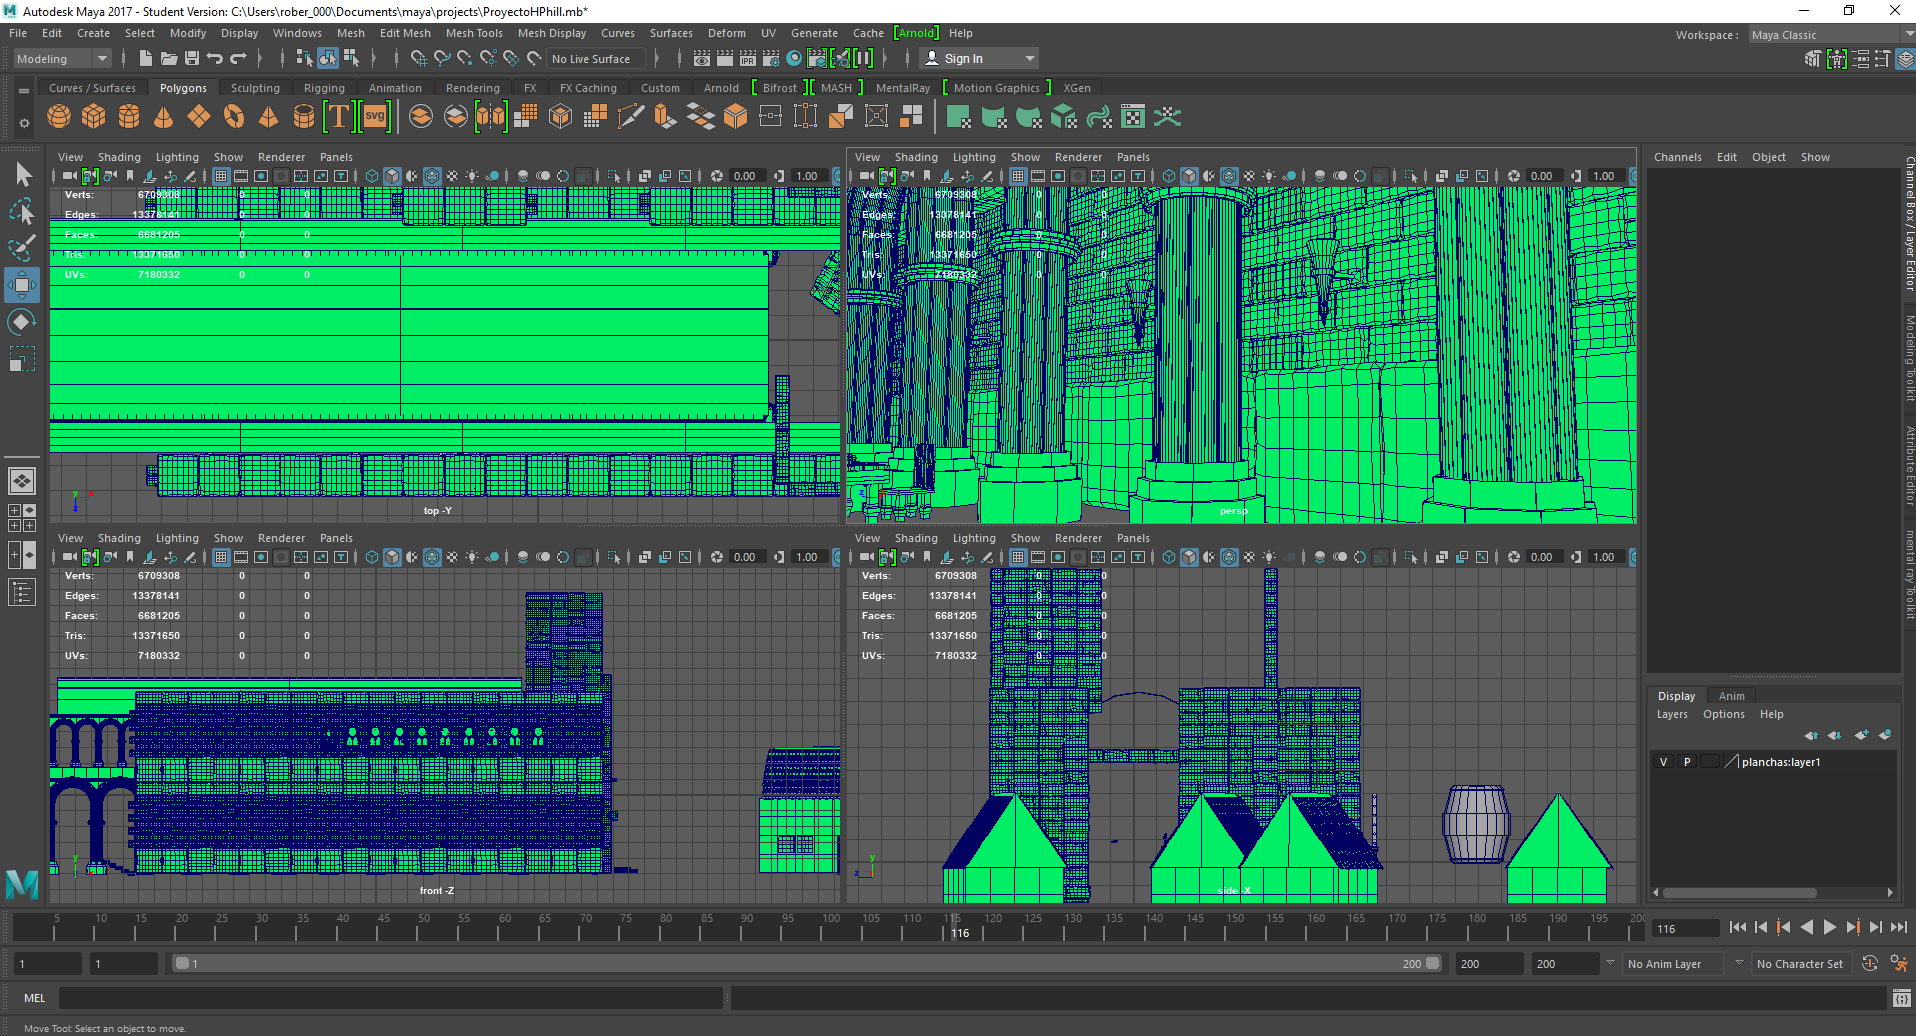 Autodesk Maya 2017 - Student Version: C:\Users\rober_000\Documents\maya\projects\ProyectoHPhill.mb*
File Edit Create Select Modify Display Windows Mesh Edit Mesh Mesh Tools Mesh Display Curves Surfaces Deform UV Generate Cache [Arnold] Help
Workspace : Maya Classic
Modeling No Live Surface Sign In
Curves / Surfaces Polygons Sculpting Rigging Animation Rendering FX FX Caching Custom Arnold Bifrost MASH MentalRay Motion Graphics XGen
View Shading Lighting Show Renderer Panels
0.00 1.00
Verts: 6709308 0 0
Edges: 13378141 0 0
Faces: 6681205 0 0
Tris: 13371650 0 0
UVs: 7180332 0 0
top -Y
View Shading Lighting Show Renderer Panels
0.00 1.00
Verts: 6709308 0 0
Edges: 13378141 0 0
Faces: 6681205 0 0
Tris: 13371650 0 0
UVs: 7180332 0 0
persp
View Shading Lighting Show Renderer Panels
0.00 1.00
Verts: 6709308 0 0
Edges: 13378141 0 0
Faces: 6681205 0 0
Tris: 13371650 0 0
UVs: 7180332 0 0
front -Z
View Shading Lighting Show Renderer Panels
0.00 1.00
Verts: 6709308 0 0
Edges: 13378141 0 0
Faces: 6681205 0 0
Tris: 13371650 0 0
UVs: 7180332 0 0
side -X
Channels Edit Object Show
Channel Box / Layer Editor
Modeling Toolkit
Attribute Editor
mental ray Toolkit
Display Anim
Layers Options Help
V P planchas:layer1
5 10 15 20 25 30 35 40 45 50 55 60 65 70 75 80 85 90 95 100 105 110 115 120 125 130 135 140 145 150 155 160 165 170 175 180 185 190 195 200
116
116
1 1 1 200 200 200 No Anim Layer No Character Set
MEL
Move Tool: Select an object to move.